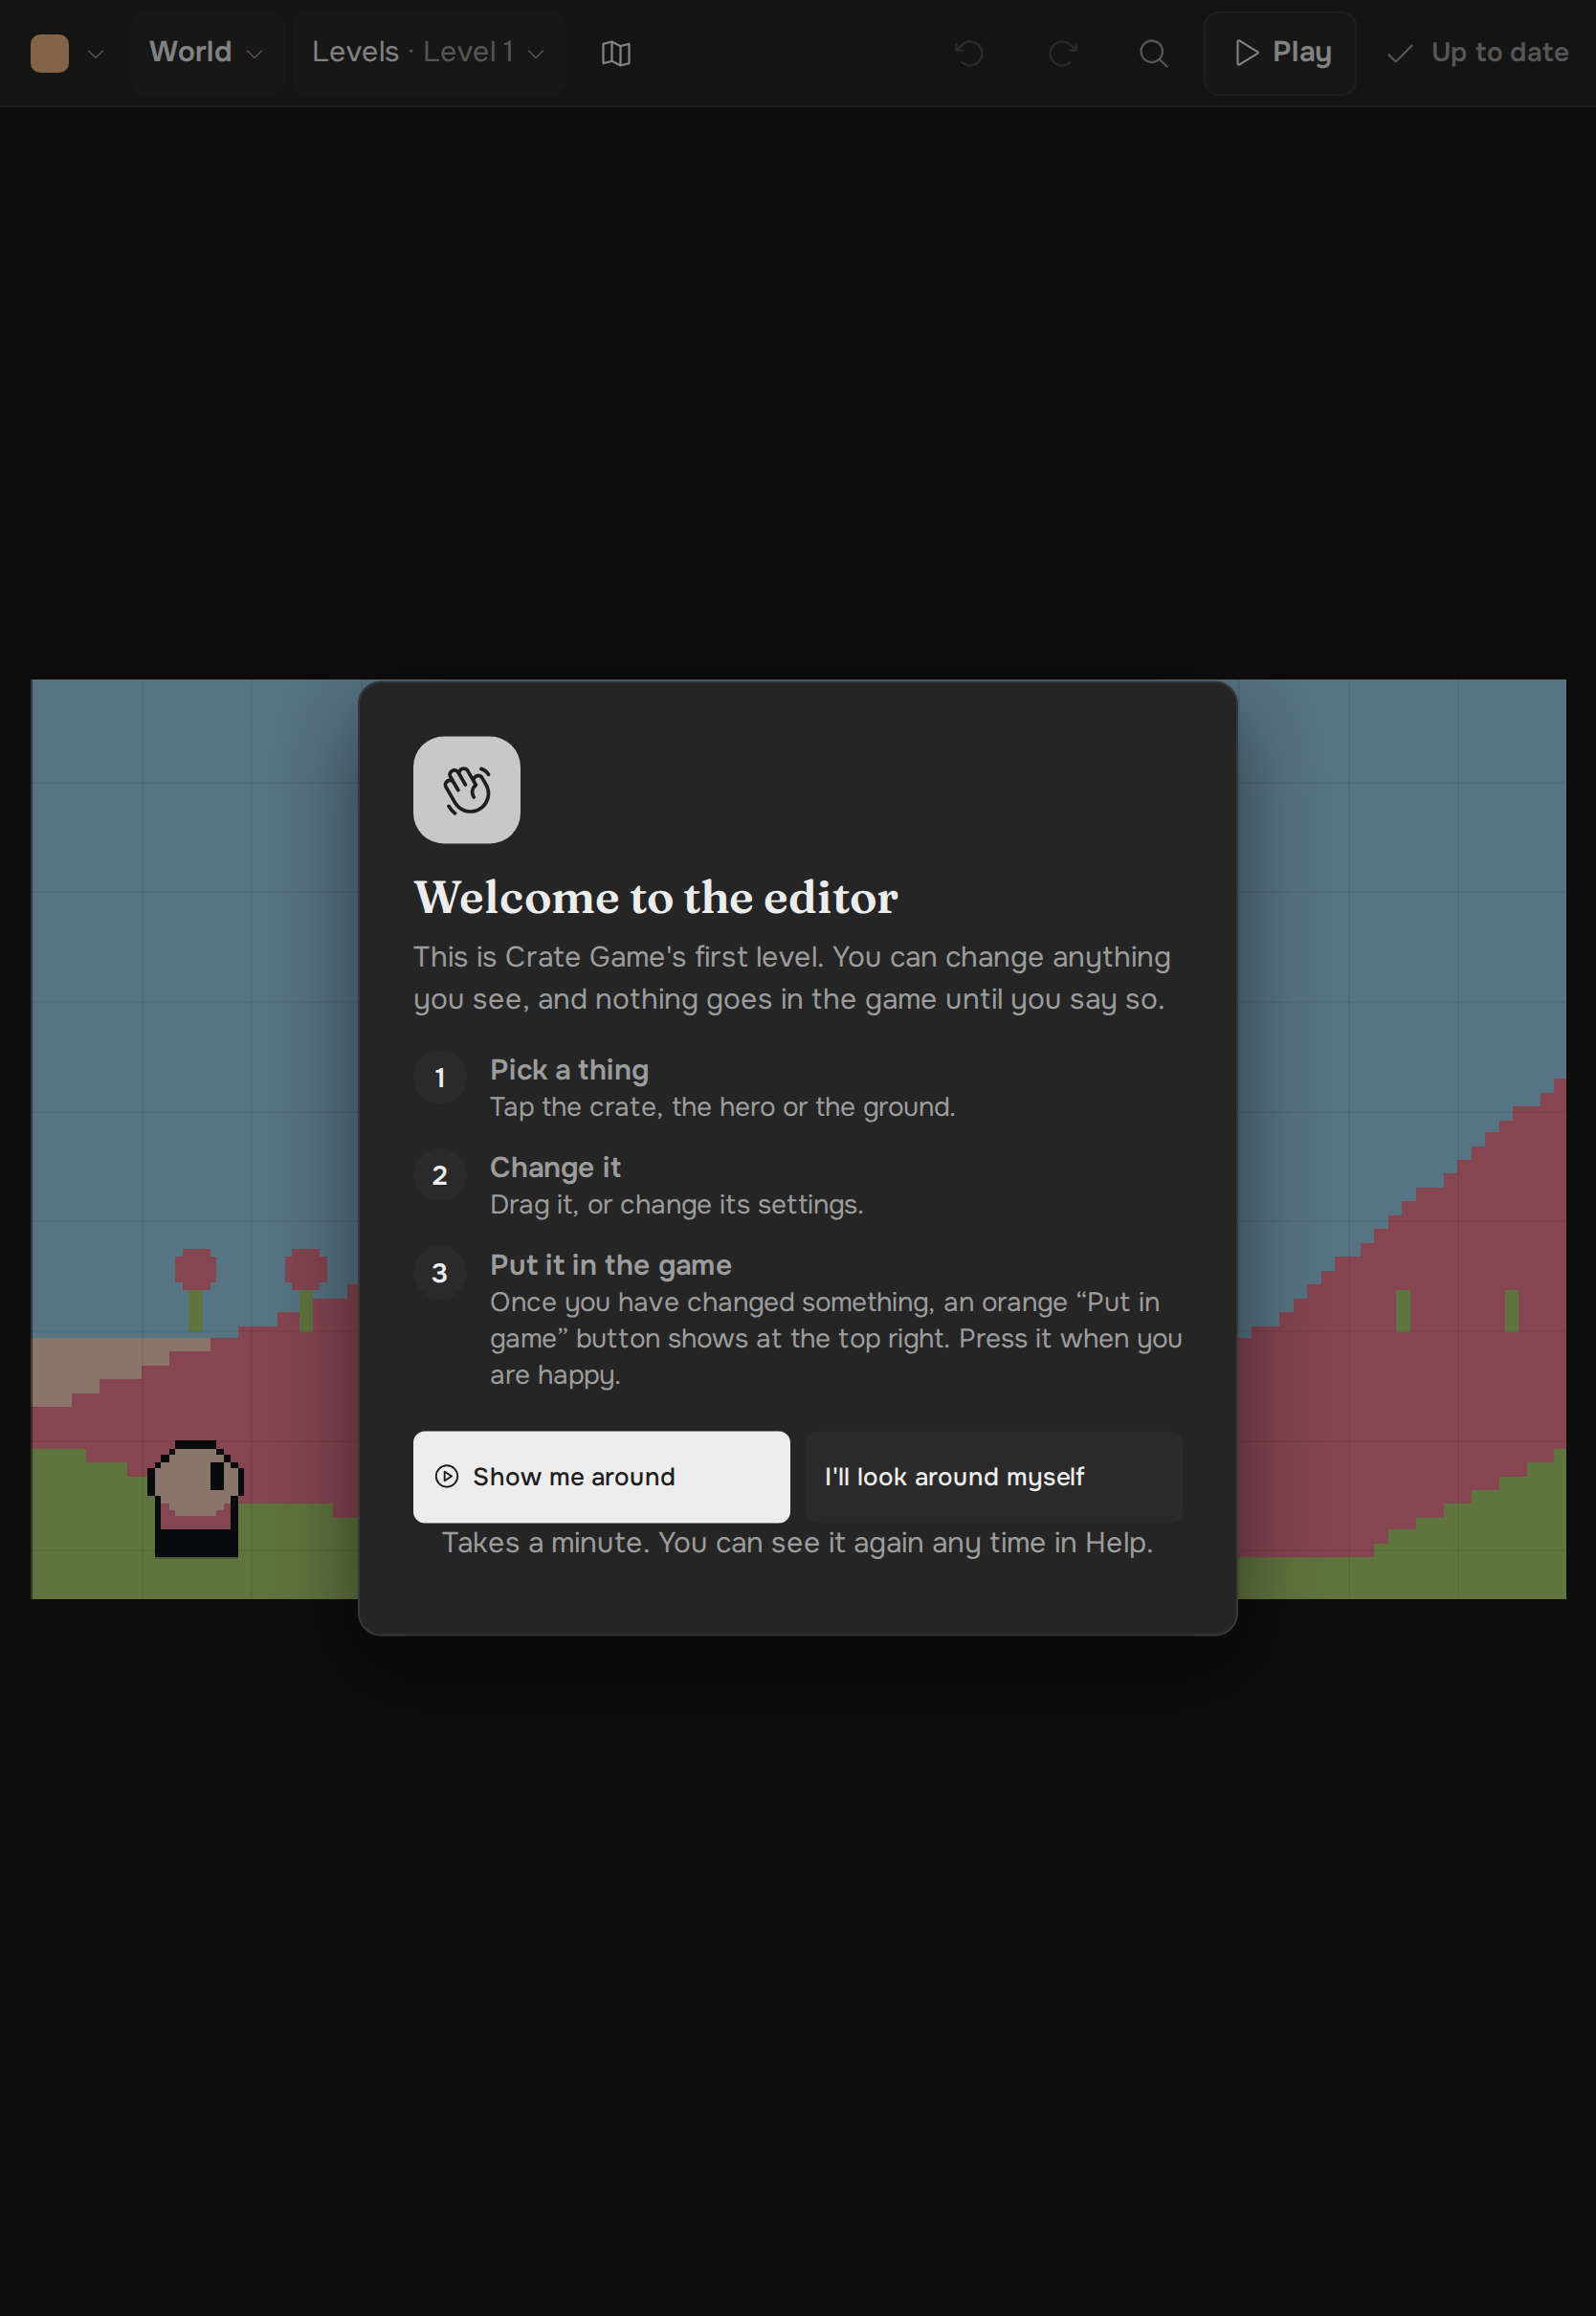 World
Levels · Level 1
Play
Up to date
Welcome to the editor
This is Crate Game's first level. You can change anything
you see, and nothing goes in the game until you say so.
1
Pick a thing
Tap the crate, the hero or the ground.
2
Change it
Drag it, or change its settings.
3
Put it in the game
Once you have changed something, an orange “Put in
game” button shows at the top right. Press it when you
are happy.
Show me around
I'll look around myself
Takes a minute. You can see it again any time in Help.